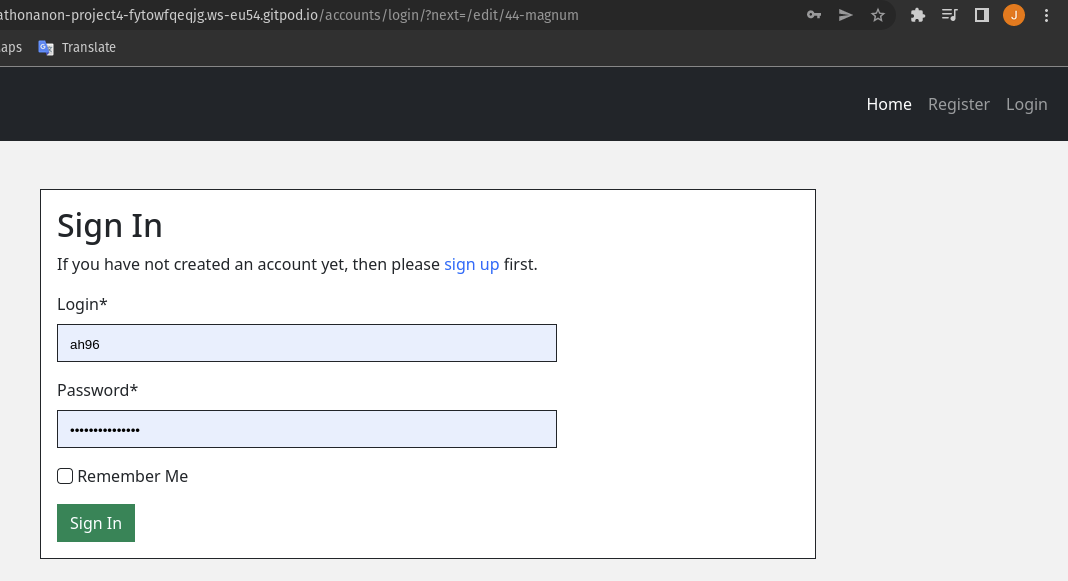 athonanon-project4-fytowfqeqjg.ws-eu54.gitpod.io/accounts/login/?next=/edit/44-magnum
J
aps Translate
Home Register Login
Sign In
If you have not created an account yet, then please sign up first.
Login*
ah96
Password*
•••••••••••••••
Remember Me
Sign In